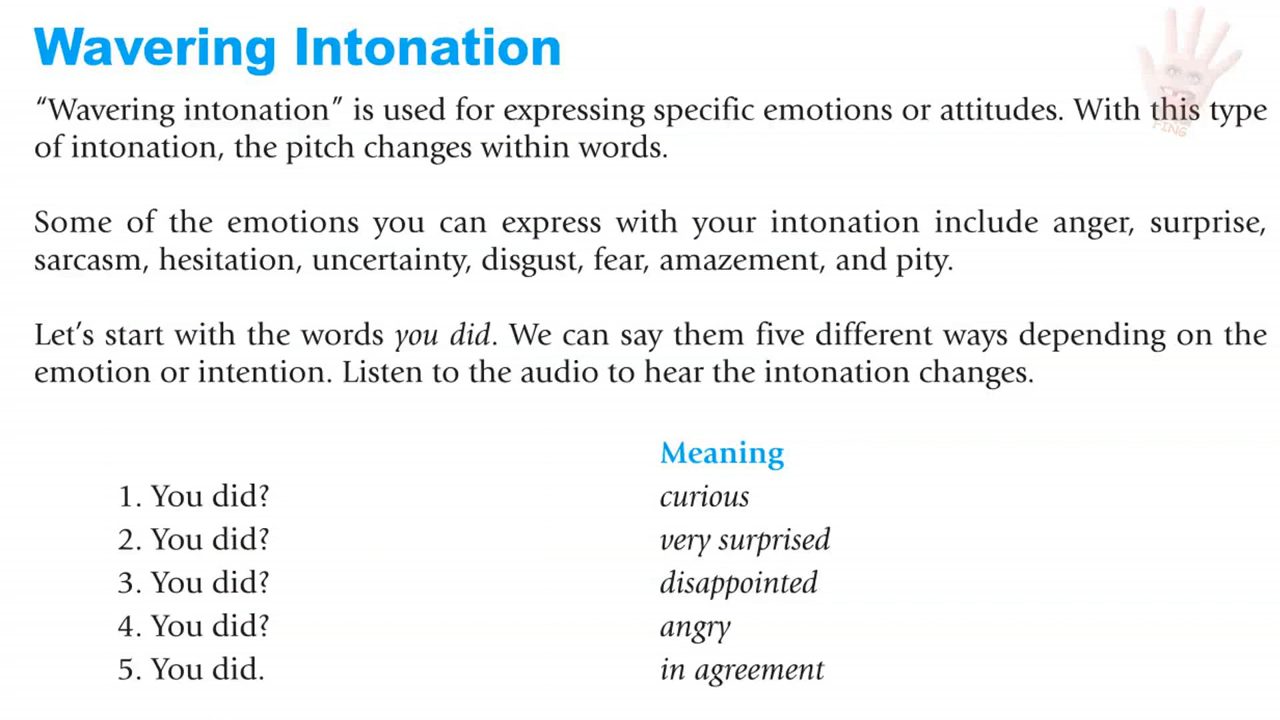 Wavering Intonation
“Wavering intonation” is used for expressing specific emotions or attitudes. With this type
of intonation, the pitch changes within words.
Some of the emotions you can express with your intonation include anger, surprise,
sarcasm, hesitation, uncertainty, disgust, fear, amazement, and pity.
Let’s start with the words you did. We can say them five different ways depending on the
emotion or intention. Listen to the audio to hear the intonation changes.
Meaning
1. You did? curious
2. You did? very surprised
3. You did? disappointed
4. You did? angry
5. You did. in agreement